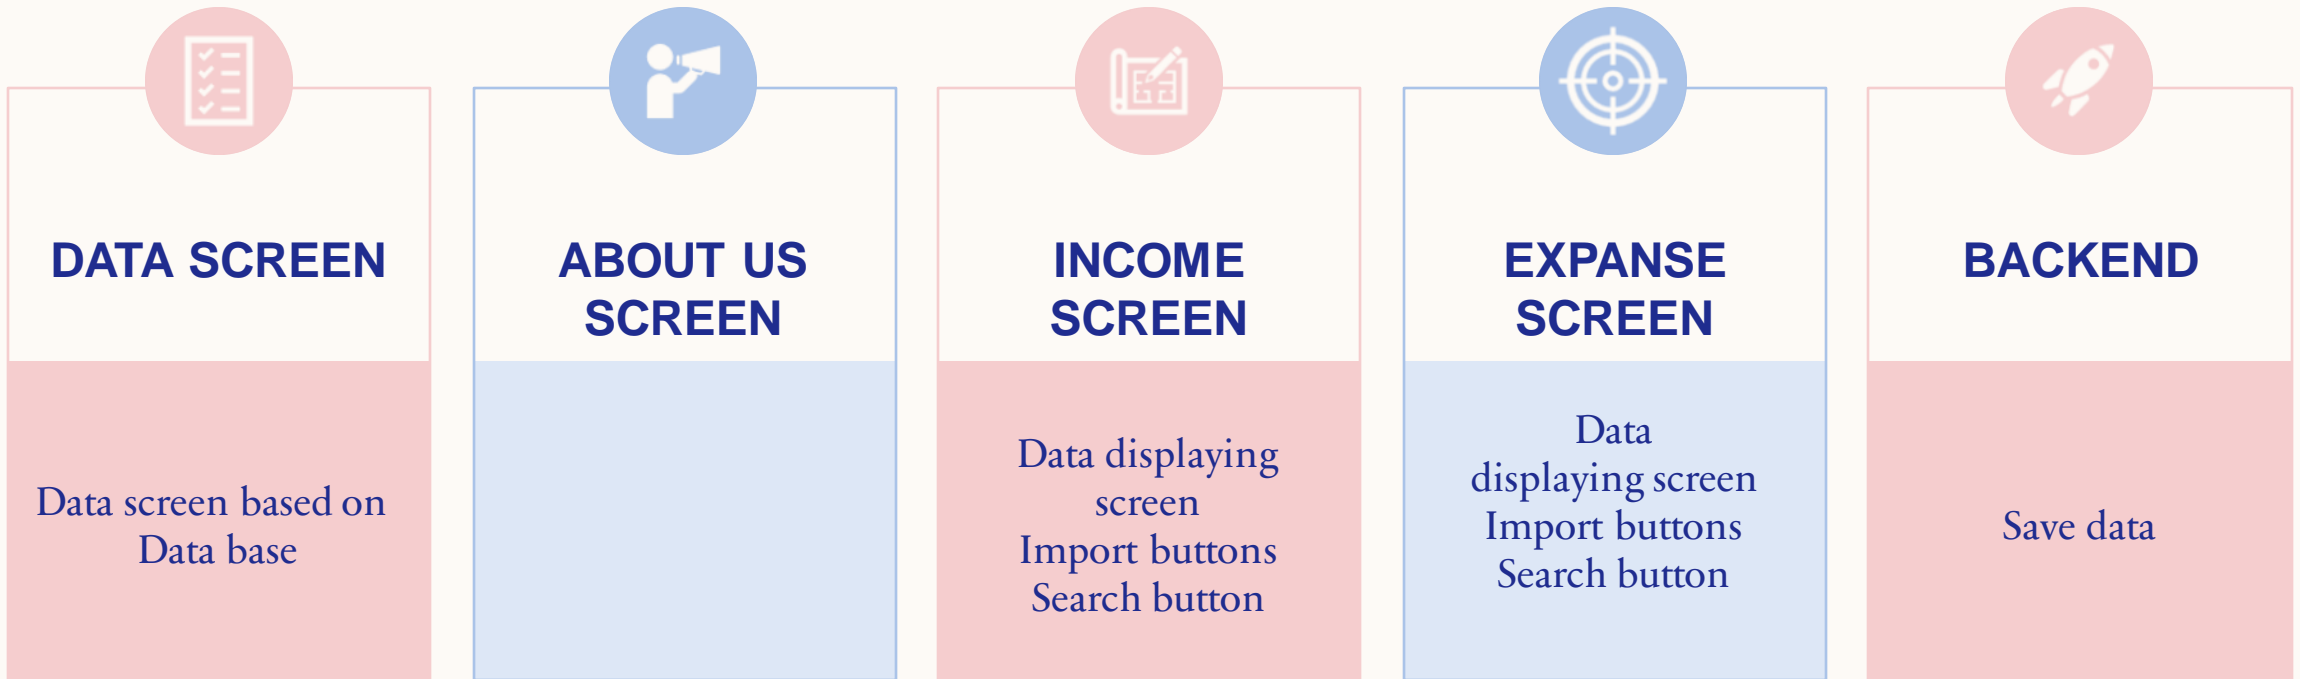 DATA SCREEN
Data screen based on
Data base
ABOUT US
SCREEN
INCOME
SCREEN
Data displaying
screen
Import buttons
Search button
EXPANSE
SCREEN
Data
displaying screen
Import buttons
Search button
BACKEND
Save data